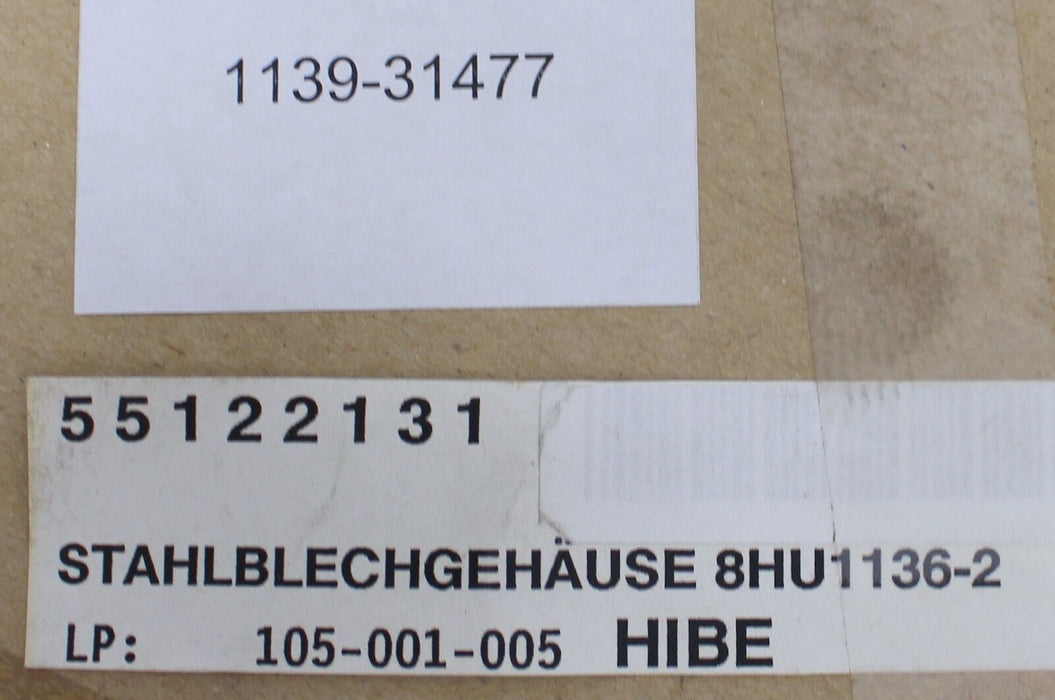 1139-31477
55122131
STAHLBLECHGEHÄUSE 8HU1136-2
LP: 105-001-005 HIBE